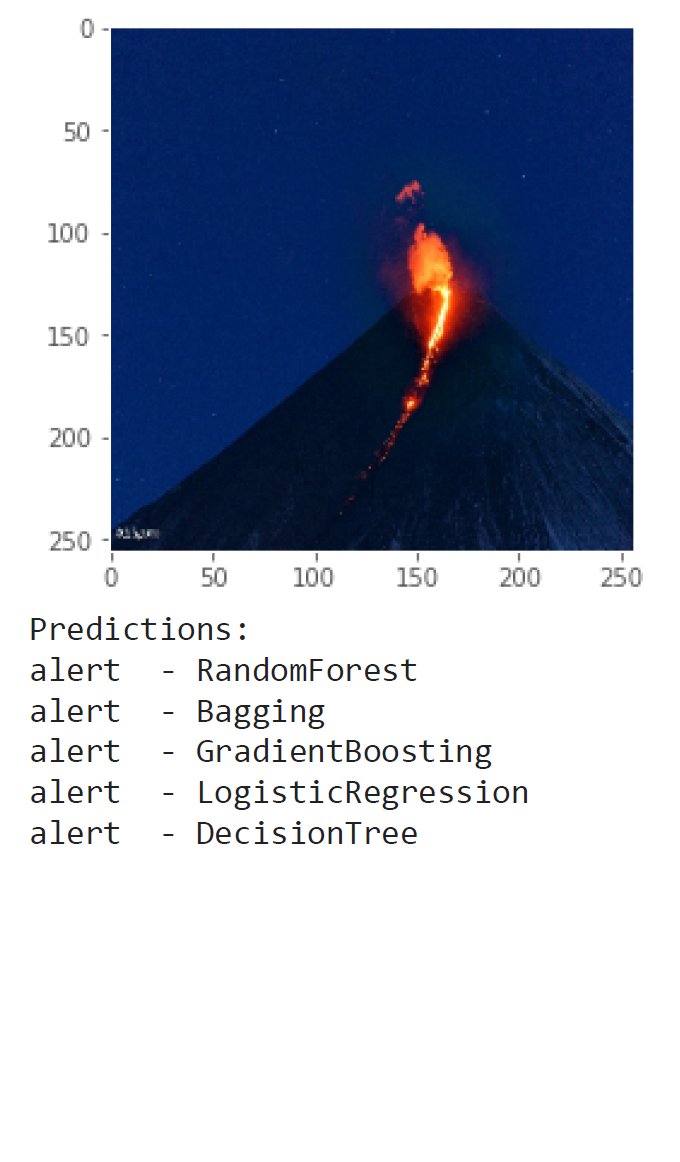 0
50
100
150
200
250
0 50 100 150 200 250
Predictions:
alert  - RandomForest
alert  - Bagging
alert  - GradientBoosting
alert  - LogisticRegression
alert  - DecisionTree